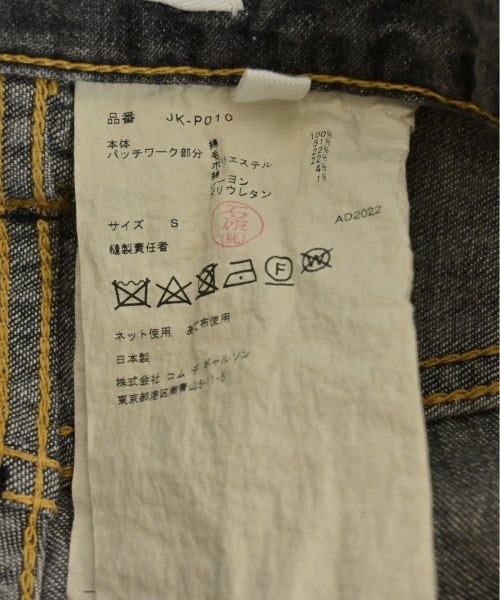 品番 JK-P010
本体 綿 100%
パッチワーク部分 毛 51%
ポリエステル 22%
綿 22%
レーヨン 4%
ポリウレタン 1%
サイズ S
AD2022
縫製責任者 石原(純)
F
W
ネット使用 あて布使用
日本製
株式会社 コム デ ギャルソン
東京都港区南青山5-11-5